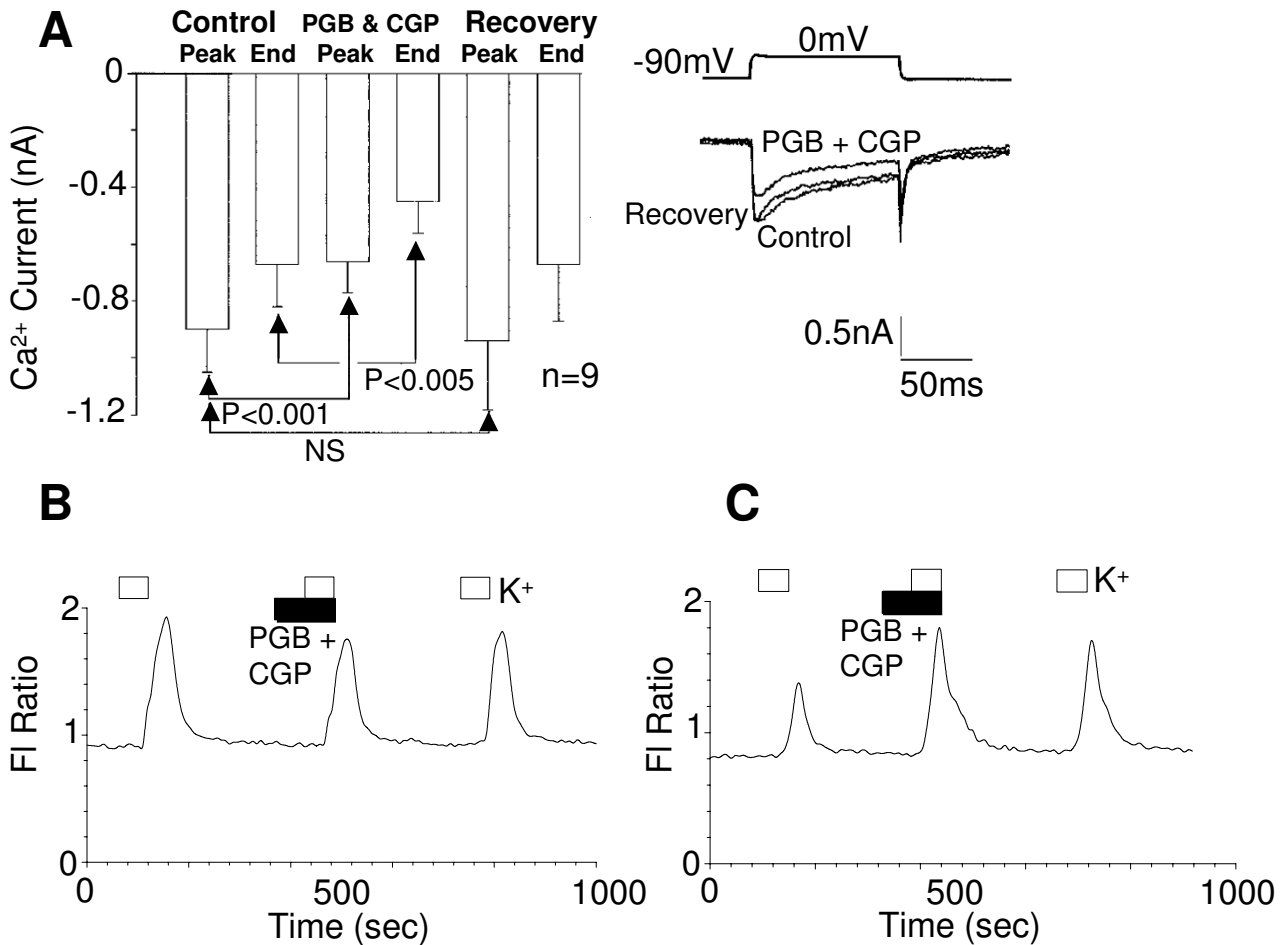 A
Control PGB & CGP Recovery
Peak End Peak End Peak End
0
-0.4
-0.8
-1.2
Ca²⁺ Current (nA)
P<0.005
n=9
P<0.001
NS
0mV
-90mV
PGB + CGP
Recovery
Control
0.5nA
50ms
B
K⁺
PGB +
CGP
2
1
0
FI Ratio
0 500 1000
Time (sec)
C
K⁺
PGB +
CGP
2
1
0
FI Ratio
0 500 1000
Time (sec)